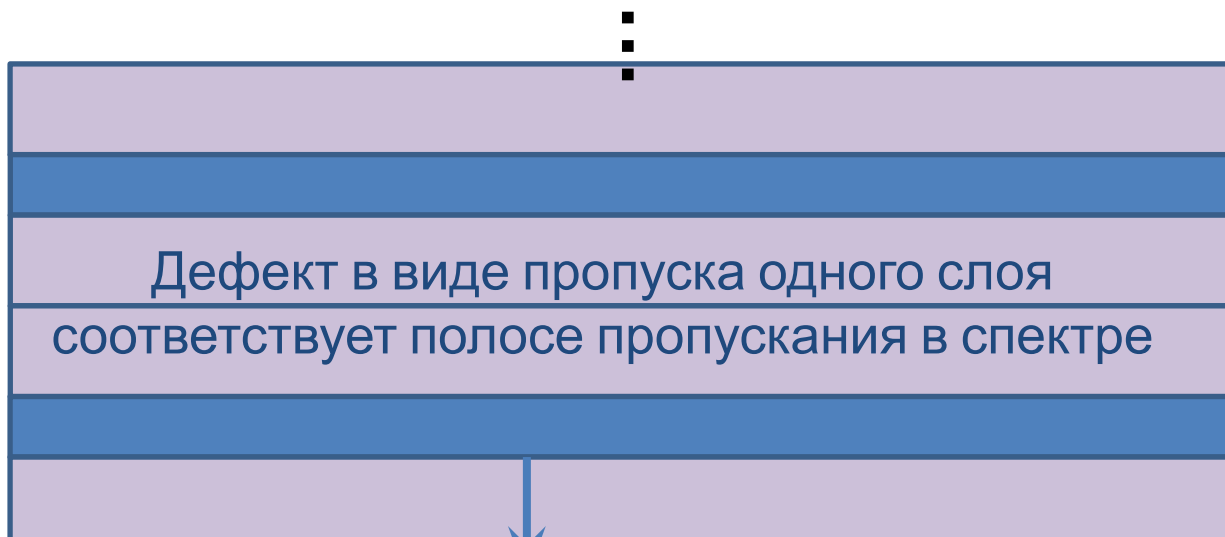 Дефект в виде пропуска одного слоя
соответствует полосе пропускания в спектре